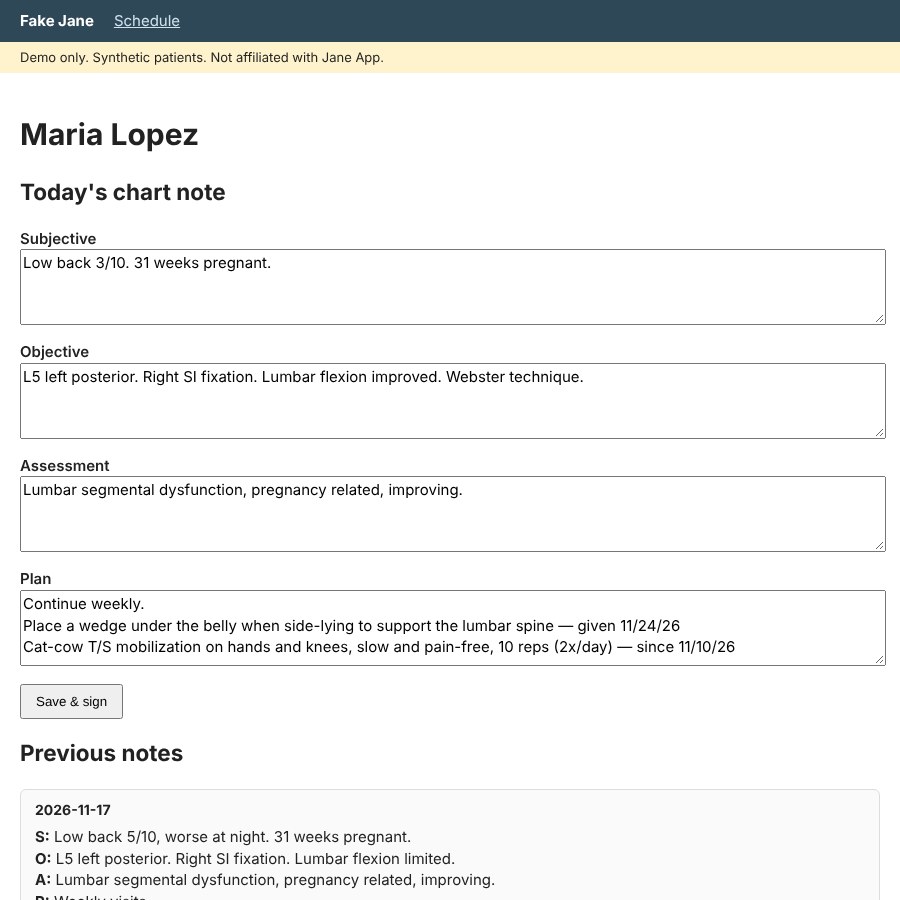 Fake Jane Schedule
Demo only. Synthetic patients. Not affiliated with Jane App.
Maria Lopez
Today's chart note
Subjective
Low back 3/10. 31 weeks pregnant.
Objective
L5 left posterior. Right SI fixation. Lumbar flexion improved. Webster technique.
Assessment
Lumbar segmental dysfunction, pregnancy related, improving.
Plan
Continue weekly.
Place a wedge under the belly when side-lying to support the lumbar spine — given 11/24/26
Cat-cow T/S mobilization on hands and knees, slow and pain-free, 10 reps (2x/day) — since 11/10/26
Save & sign
Previous notes
2026-11-17
S: Low back 5/10, worse at night. 31 weeks pregnant.
O: L5 left posterior. Right SI fixation. Lumbar flexion limited.
A: Lumbar segmental dysfunction, pregnancy related, improving.
P: Weekly visits